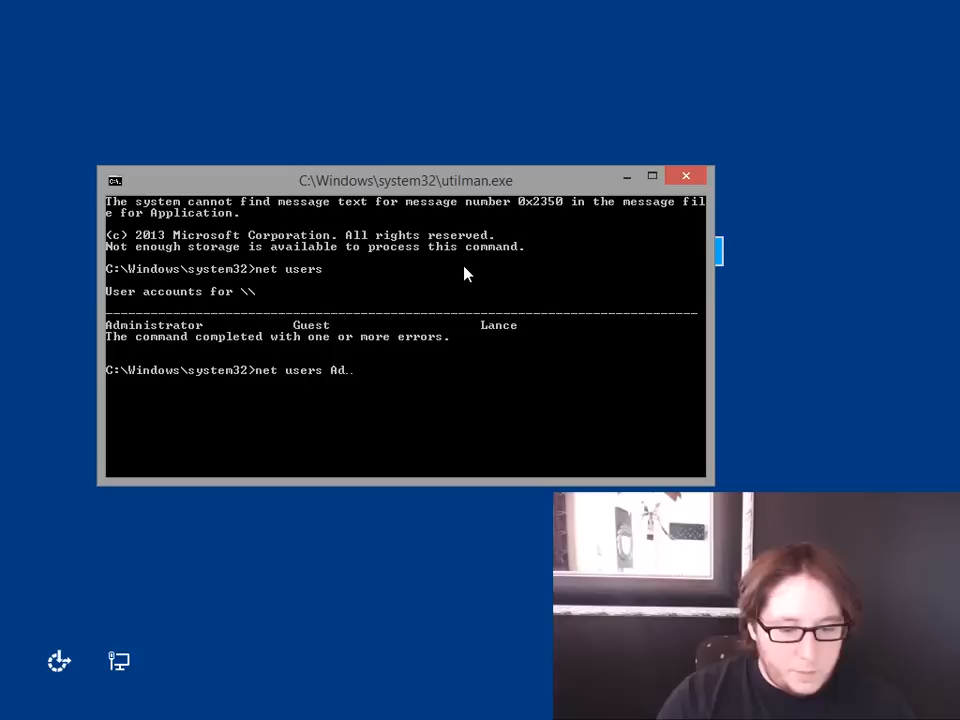 C:\Windows\system32\utilman.exe
The system cannot find message text for message number 0x2350 in the message fil
e for Application.
(c) 2013 Microsoft Corporation. All rights reserved.
Not enough storage is available to process this command.
C:\Windows\system32>net users
User accounts for \\
-------------------------------------------------------------------------------
Administrator Guest Lance
The command completed with one or more errors.
C:\Windows\system32>net users Ad..